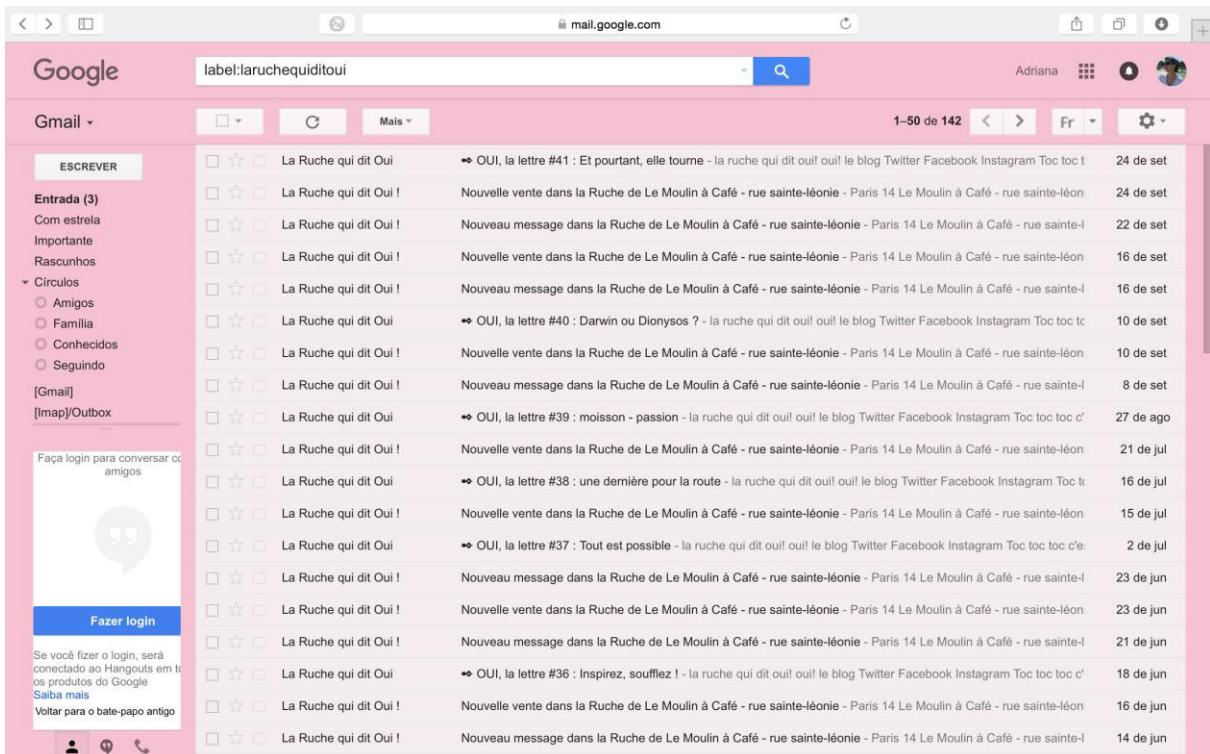 mail.google.com
Google
label:laruchequiditoui
Adriana
Gmail
Mais
1–50 de 142
Fr
ESCREVER
Entrada (3)
Com estrela
Importante
Rascunhos
Círculos
Amigos
Família
Conhecidos
Seguindo
[Gmail]
[Imap]/Outbox
Faça login para conversar co
amigos
Fazer login
Se você fizer o login, será
conectado ao Hangouts em to
os produtos do Google
Saiba mais
Voltar para o bate-papo antigo
La Ruche qui dit Oui OUI, la lettre #41 : Et pourtant, elle tourne - la ruche qui dit oui! oui! le blog Twitter Facebook Instagram Toc toc t 24 de set
La Ruche qui dit Oui ! Nouvelle vente dans la Ruche de Le Moulin à Café - rue sainte-léonie - Paris 14 Le Moulin à Café - rue sainte-léon 24 de set
La Ruche qui dit Oui ! Nouveau message dans la Ruche de Le Moulin à Café - rue sainte-léonie - Paris 14 Le Moulin à Café - rue sainte-l 22 de set
La Ruche qui dit Oui ! Nouvelle vente dans la Ruche de Le Moulin à Café - rue sainte-léonie - Paris 14 Le Moulin à Café - rue sainte-léon 16 de set
La Ruche qui dit Oui ! Nouveau message dans la Ruche de Le Moulin à Café - rue sainte-léonie - Paris 14 Le Moulin à Café - rue sainte-l 16 de set
La Ruche qui dit Oui OUI, la lettre #40 : Darwin ou Dionysos ? - la ruche qui dit oui! oui! le blog Twitter Facebook Instagram Toc toc tc 10 de set
La Ruche qui dit Oui ! Nouvelle vente dans la Ruche de Le Moulin à Café - rue sainte-léonie - Paris 14 Le Moulin à Café - rue sainte-léon 10 de set
La Ruche qui dit Oui ! Nouveau message dans la Ruche de Le Moulin à Café - rue sainte-léonie - Paris 14 Le Moulin à Café - rue sainte-l 8 de set
La Ruche qui dit Oui OUI, la lettre #39 : moisson - passion - la ruche qui dit oui! oui! le blog Twitter Facebook Instagram Toc toc toc c' 27 de ago
La Ruche qui dit Oui ! Nouvelle vente dans la Ruche de Le Moulin à Café - rue sainte-léonie - Paris 14 Le Moulin à Café - rue sainte-léon 21 de jul
La Ruche qui dit Oui OUI, la lettre #38 : une dernière pour la route - la ruche qui dit oui! oui! le blog Twitter Facebook Instagram Toc tc 16 de jul
La Ruche qui dit Oui ! Nouvelle vente dans la Ruche de Le Moulin à Café - rue sainte-léonie - Paris 14 Le Moulin à Café - rue sainte-léon 15 de jul
La Ruche qui dit Oui OUI, la lettre #37 : Tout est possible - la ruche qui dit oui! oui! le blog Twitter Facebook Instagram Toc toc toc c'e 2 de jul
La Ruche qui dit Oui ! Nouveau message dans la Ruche de Le Moulin à Café - rue sainte-léonie - Paris 14 Le Moulin à Café - rue sainte-l 23 de jun
La Ruche qui dit Oui ! Nouvelle vente dans la Ruche de Le Moulin à Café - rue sainte-léonie - Paris 14 Le Moulin à Café - rue sainte-léon 23 de jun
La Ruche qui dit Oui ! Nouveau message dans la Ruche de Le Moulin à Café - rue sainte-léonie - Paris 14 Le Moulin à Café - rue sainte-l 21 de jun
La Ruche qui dit Oui OUI, la lettre #36 : Inspirez, soufflez ! - la ruche qui dit oui! oui! le blog Twitter Facebook Instagram Toc toc toc c' 18 de jun
La Ruche qui dit Oui ! Nouvelle vente dans la Ruche de Le Moulin à Café - rue sainte-léonie - Paris 14 Le Moulin à Café - rue sainte-léon 16 de jun
La Ruche qui dit Oui ! Nouveau message dans la Ruche de Le Moulin à Café - rue sainte-léonie - Paris 14 Le Moulin à Café - rue sainte-l 14 de jun